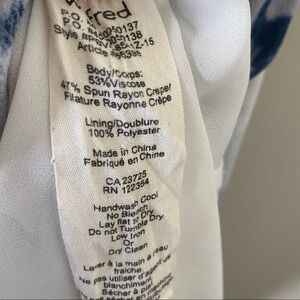 P.O. #
Style #
Article #6395
Body/Corps:
53%Viscose
47% Spun Rayon Crepe/
Filature Rayonne Crêpe
Lining/Doublure
100% Polyester
Made in China
Fabriqué en Chine
CA 23725
RN 122354
Handwash Cool
No Bleach
Lay flat to Dry
Do not Tumble Dry
Low Iron
Or
Dry Clean
Laver à la main à l'eau
fraîche
Ne pas utiliser d'agent de
blanchiment